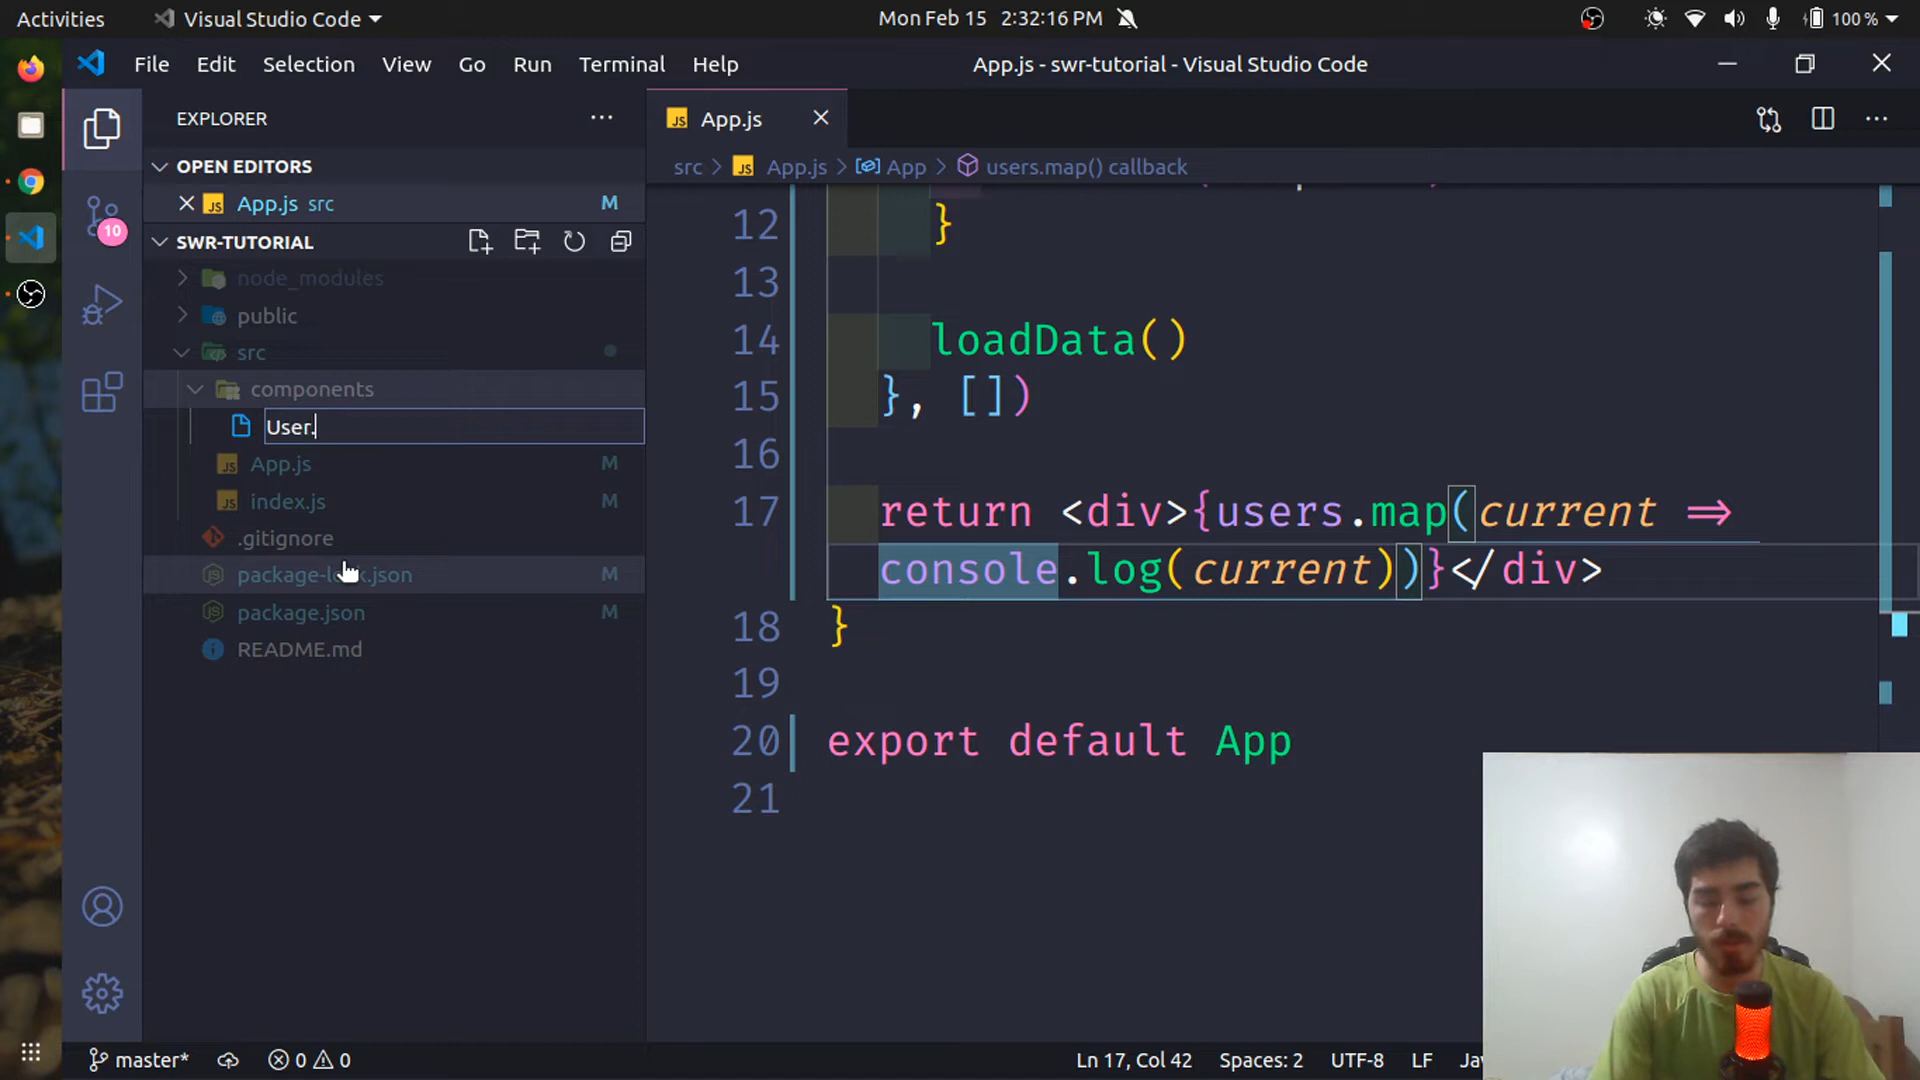 Activities
Visual Studio Code
Mon Feb 15 2:32:16 PM
100 %
File Edit Selection View Go Run Terminal Help
App.js - swr-tutorial - Visual Studio Code
EXPLORER
App.js
src > App.js > App > users.map() callback
OPEN EDITORS
App.js src M
10
SWR-TUTORIAL
node_modules
public
src
components
User.
App.js M
index.js M
.gitignore
package-lock.json M
package.json M
README.md
12 }
13
14 loadData()
15 }, [])
16
17 return <div>{users.map(current =>
console.log(current))}</div>
18 }
19
20 export default App
21
master*
0 0
Ln 17, Col 42
Spaces: 2
UTF-8
LF